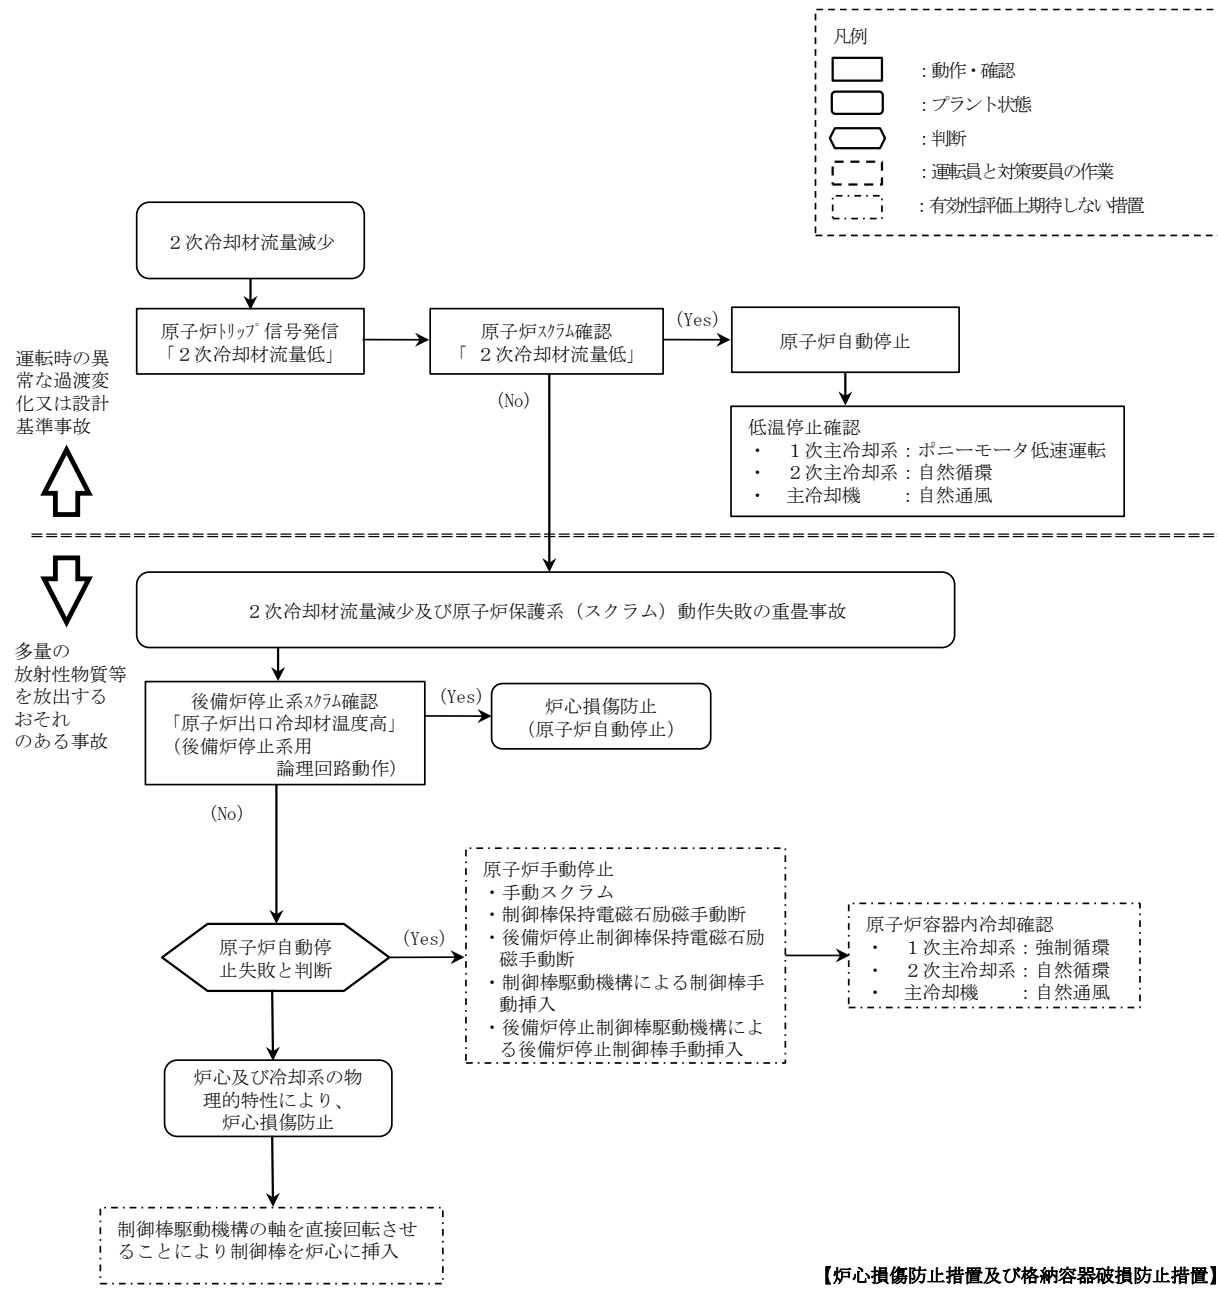 凡例
：動作・確認
：プラント状態
：判断
：運転員と対策要員の作業
：有効性評価上期待しない措置
２次冷却材流量減少
原子炉ﾄﾘｯﾌﾟ信号発信
「２次冷却材流量低」
原子炉ｽｸﾗﾑ確認
「 ２次冷却材流量低」
(Yes)
原子炉自動停止
(No)
低温停止確認
・ １次主冷却系：ポニーモータ低速運転
・ ２次主冷却系：自然循環
・ 主冷却機 ：自然通風
運転時の異
常な過渡変
化又は設計
基準事故
２次冷却材流量減少及び原子炉保護系（スクラム）動作失敗の重畳事故
多量の
放射性物質等
を放出する
おそれ
のある事故
後備炉停止系ｽｸﾗﾑ確認
「原子炉出口冷却材温度高」
（後備炉停止系用
論理回路動作）
(Yes)
炉心損傷防止
（原子炉自動停止）
(No)
原子炉自動停
止失敗と判断
(Yes)
原子炉手動停止
・手動スクラム
・制御棒保持電磁石励磁手動断
・後備炉停止制御棒保持電磁石励
磁手動断
・制御棒駆動機構による制御棒手
動挿入
・後備炉停止制御棒駆動機構によ
る後備炉停止制御棒手動挿入
原子炉容器内冷却確認
・ １次主冷却系：強制循環
・ ２次主冷却系：自然循環
・ 主冷却機 ：自然通風
炉心及び冷却系の物
理的特性により、
炉心損傷防止
制御棒駆動機構の軸を直接回転させ
ることにより制御棒を炉心に挿入
【炉心損傷防止措置及び格納容器破損防止措置】